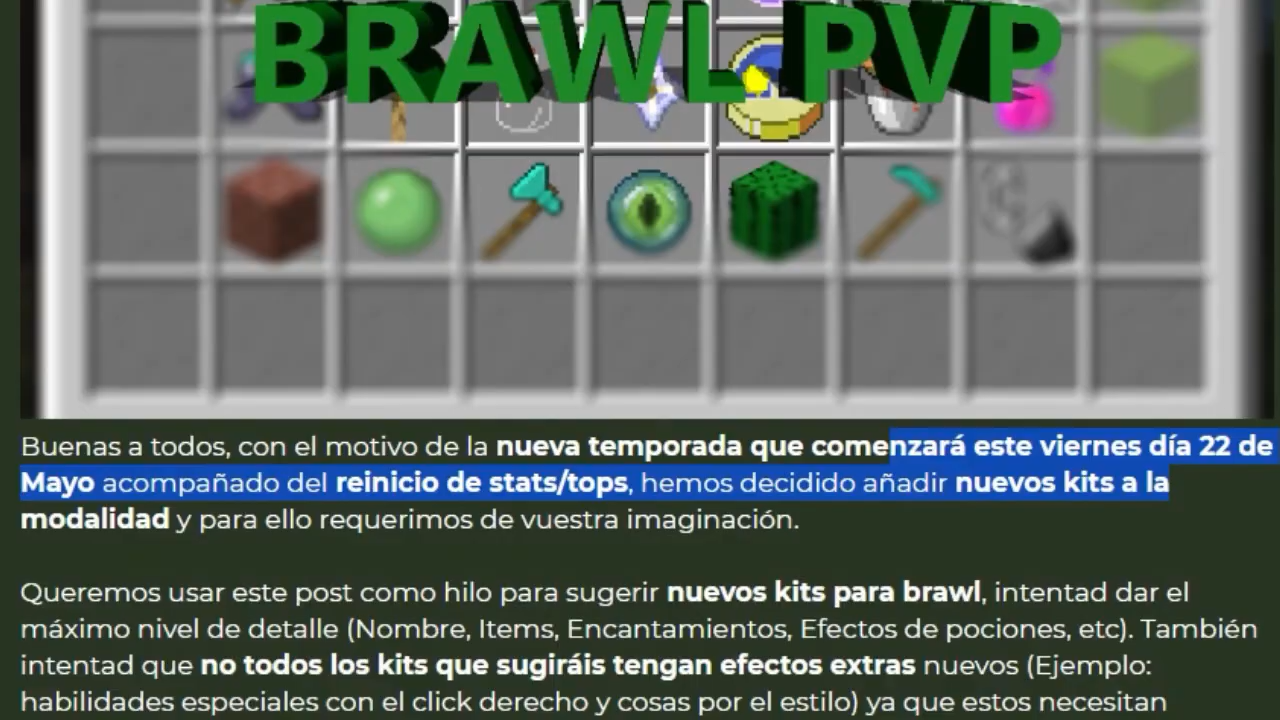 BRAWL PVP
Buenas a todos, con el motivo de la nueva temporada que comenzará este viernes día 22 de
Mayo acompañado del reinicio de stats/tops, hemos decidido añadir nuevos kits a la
modalidad y para ello requerimos de vuestra imaginación.
Queremos usar este post como hilo para sugerir nuevos kits para brawl, intentad dar el
máximo nivel de detalle (Nombre, Items, Encantamientos, Efectos de pociones, etc). También
intentad que no todos los kits que sugiráis tengan efectos extras nuevos (Ejemplo:
habilidades especiales con el click derecho y cosas por el estilo) ya que estos necesitan